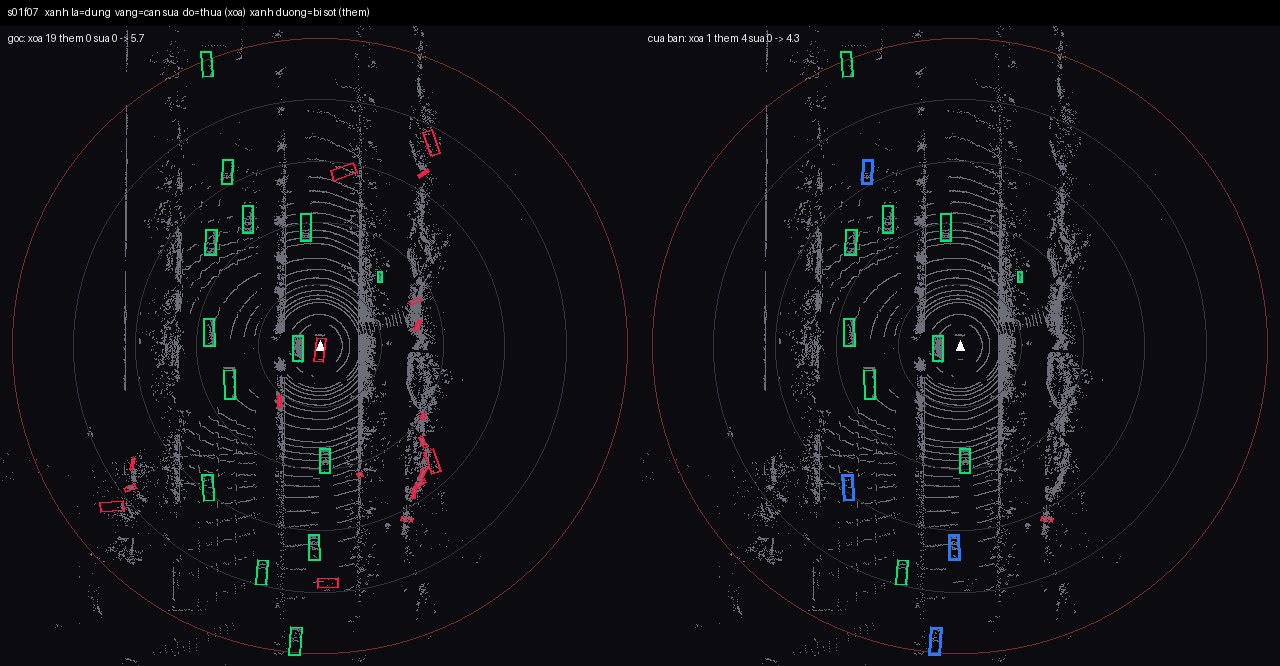 s01f07 xanh la=dung vang=can sua do=thua (xoa) xanh duong=bi sot (them)
goc: xoa 19 them 0 sua 0 -> 5.7
cua ban: xoa 1 them 4 sua 0 -> 4.3